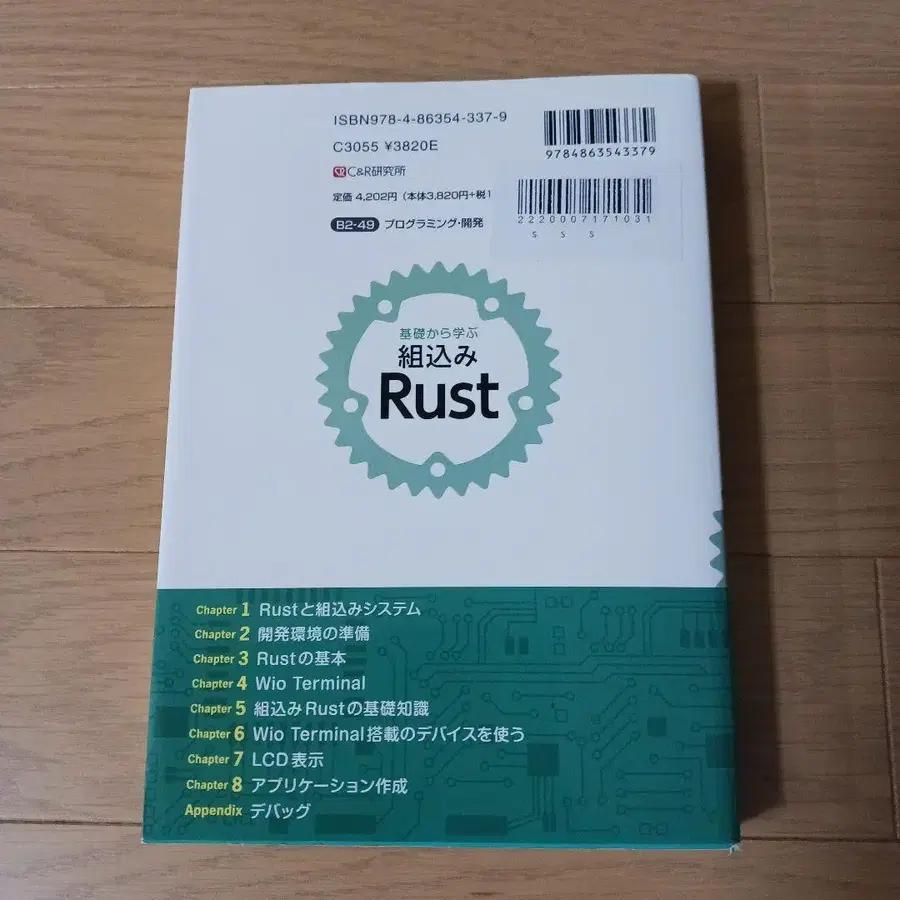 ISBN978-4-86354-337-9
C3055 ¥3820E
C&R研究所
定価 4,202円（本体3,820円+税1
B2-49 プログラミング・開発
9784863543379
2220007171031
S S S
基礎から学ぶ
組込み
Rust
Chapter 1 Rustと組込みシステム
Chapter 2 開発環境の準備
Chapter 3 Rustの基本
Chapter 4 Wio Terminal
Chapter 5 組込みRustの基礎知識
Chapter 6 Wio Terminal搭載のデバイスを使う
Chapter 7 LCD表示
Chapter 8 アプリケーション作成
Appendix デバッグ